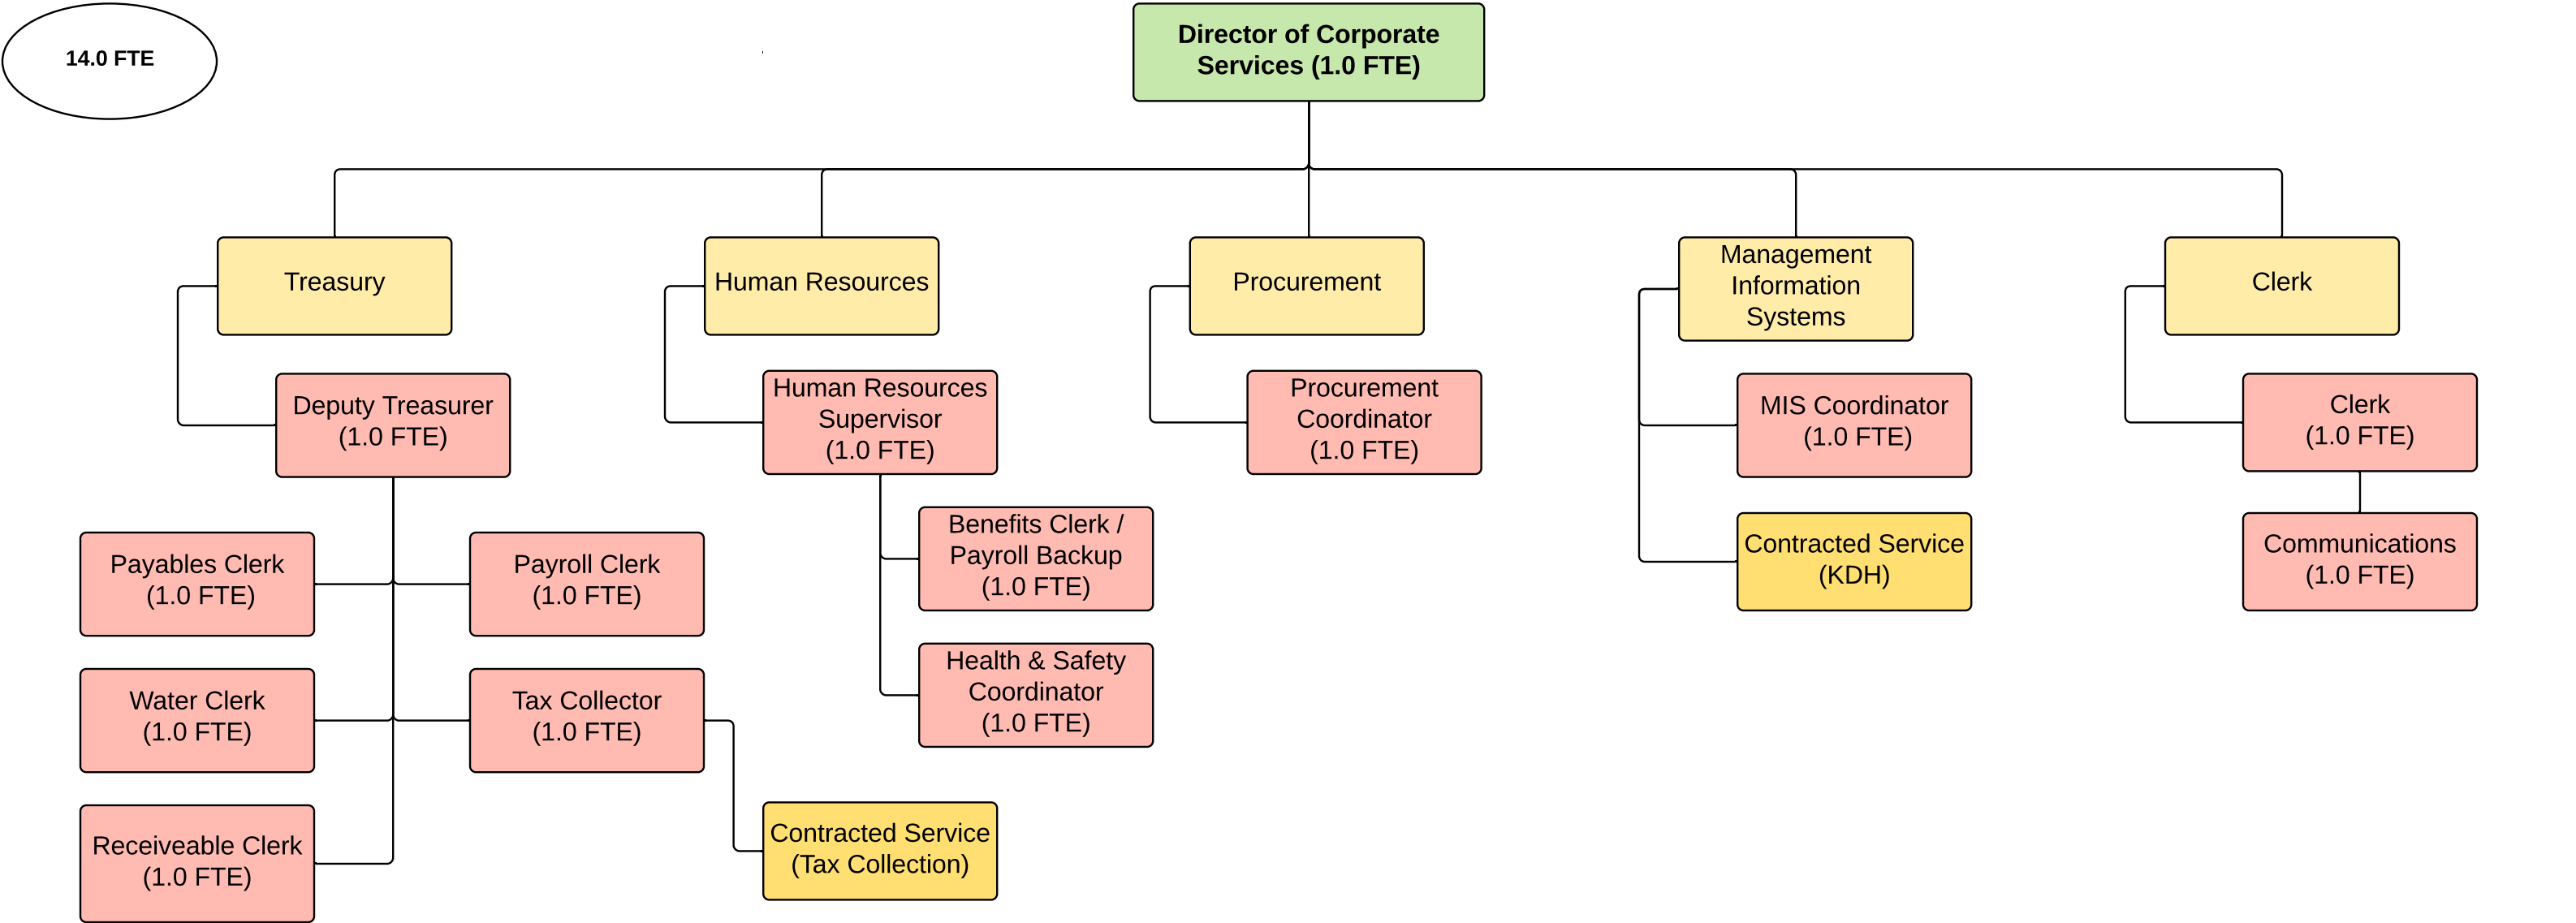 14.0 FTE
Director of Corporate
Services (1.0 FTE)
Treasury
Human Resources
Procurement
Management
Information
Systems
Clerk
Deputy Treasurer
(1.0 FTE)
Human Resources
Supervisor
(1.0 FTE)
Procurement
Coordinator
(1.0 FTE)
MIS Coordinator
(1.0 FTE)
Clerk
(1.0 FTE)
Payables Clerk
(1.0 FTE)
Payroll Clerk
(1.0 FTE)
Benefits Clerk /
Payroll Backup
(1.0 FTE)
Contracted Service
(KDH)
Communications
(1.0 FTE)
Water Clerk
(1.0 FTE)
Tax Collector
(1.0 FTE)
Health & Safety
Coordinator
(1.0 FTE)
Receiveable Clerk
(1.0 FTE)
Contracted Service
(Tax Collection)